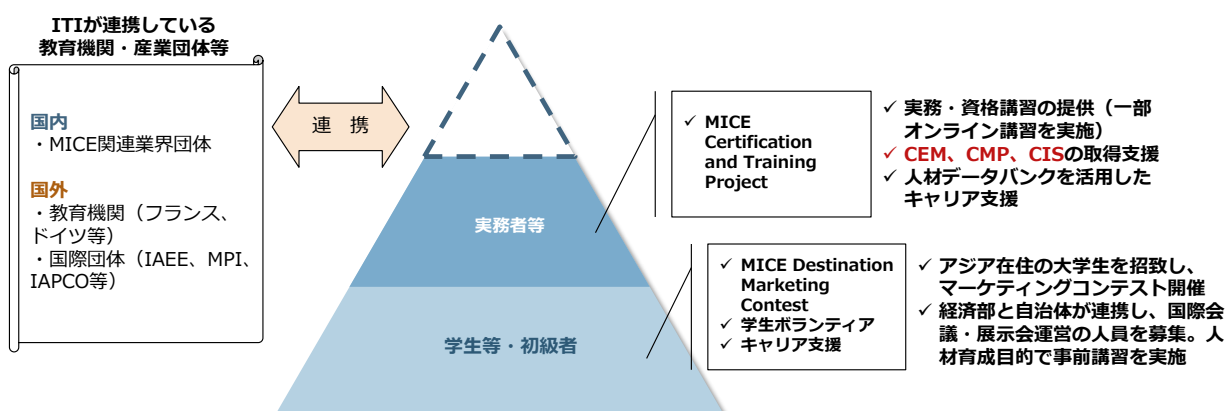 ITIが連携している
教育機関・産業団体等
国内
・MICE関連業界団体
国外
・教育機関（フランス、
ドイツ等）
・国際団体（IAEE、MPI、
IAPCO等）
連　携
実務者等
学生等・初級者
✓ MICE
Certification
and Training
Project
✓ 実務・資格講習の提供（一部
オンライン講習を実施）
✓ CEM、CMP、CISの取得支援
✓ 人材データバンクを活用した
キャリア支援
✓ MICE Destination
Marketing
Contest
✓ 学生ボランティア
✓ キャリア支援
✓ アジア在住の大学生を招致し、
マーケティングコンテスト開催
✓ 経済部と自治体が連携し、国際会
議・展示会運営の人員を募集。人
材育成目的で事前講習を実施